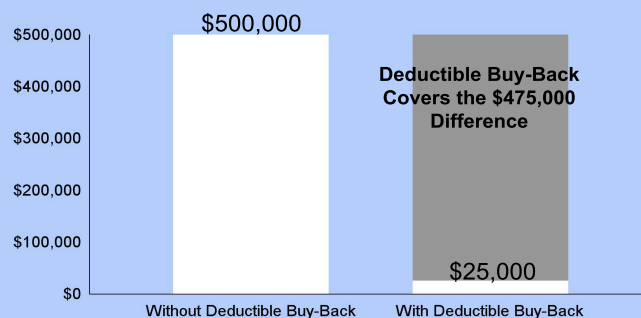 $500,000
$500,000
$400,000
$300,000
$200,000
$100,000
$0
Deductible Buy-Back
Covers the $475,000
Difference
$25,000
Without Deductible Buy-Back
With Deductible Buy-Back